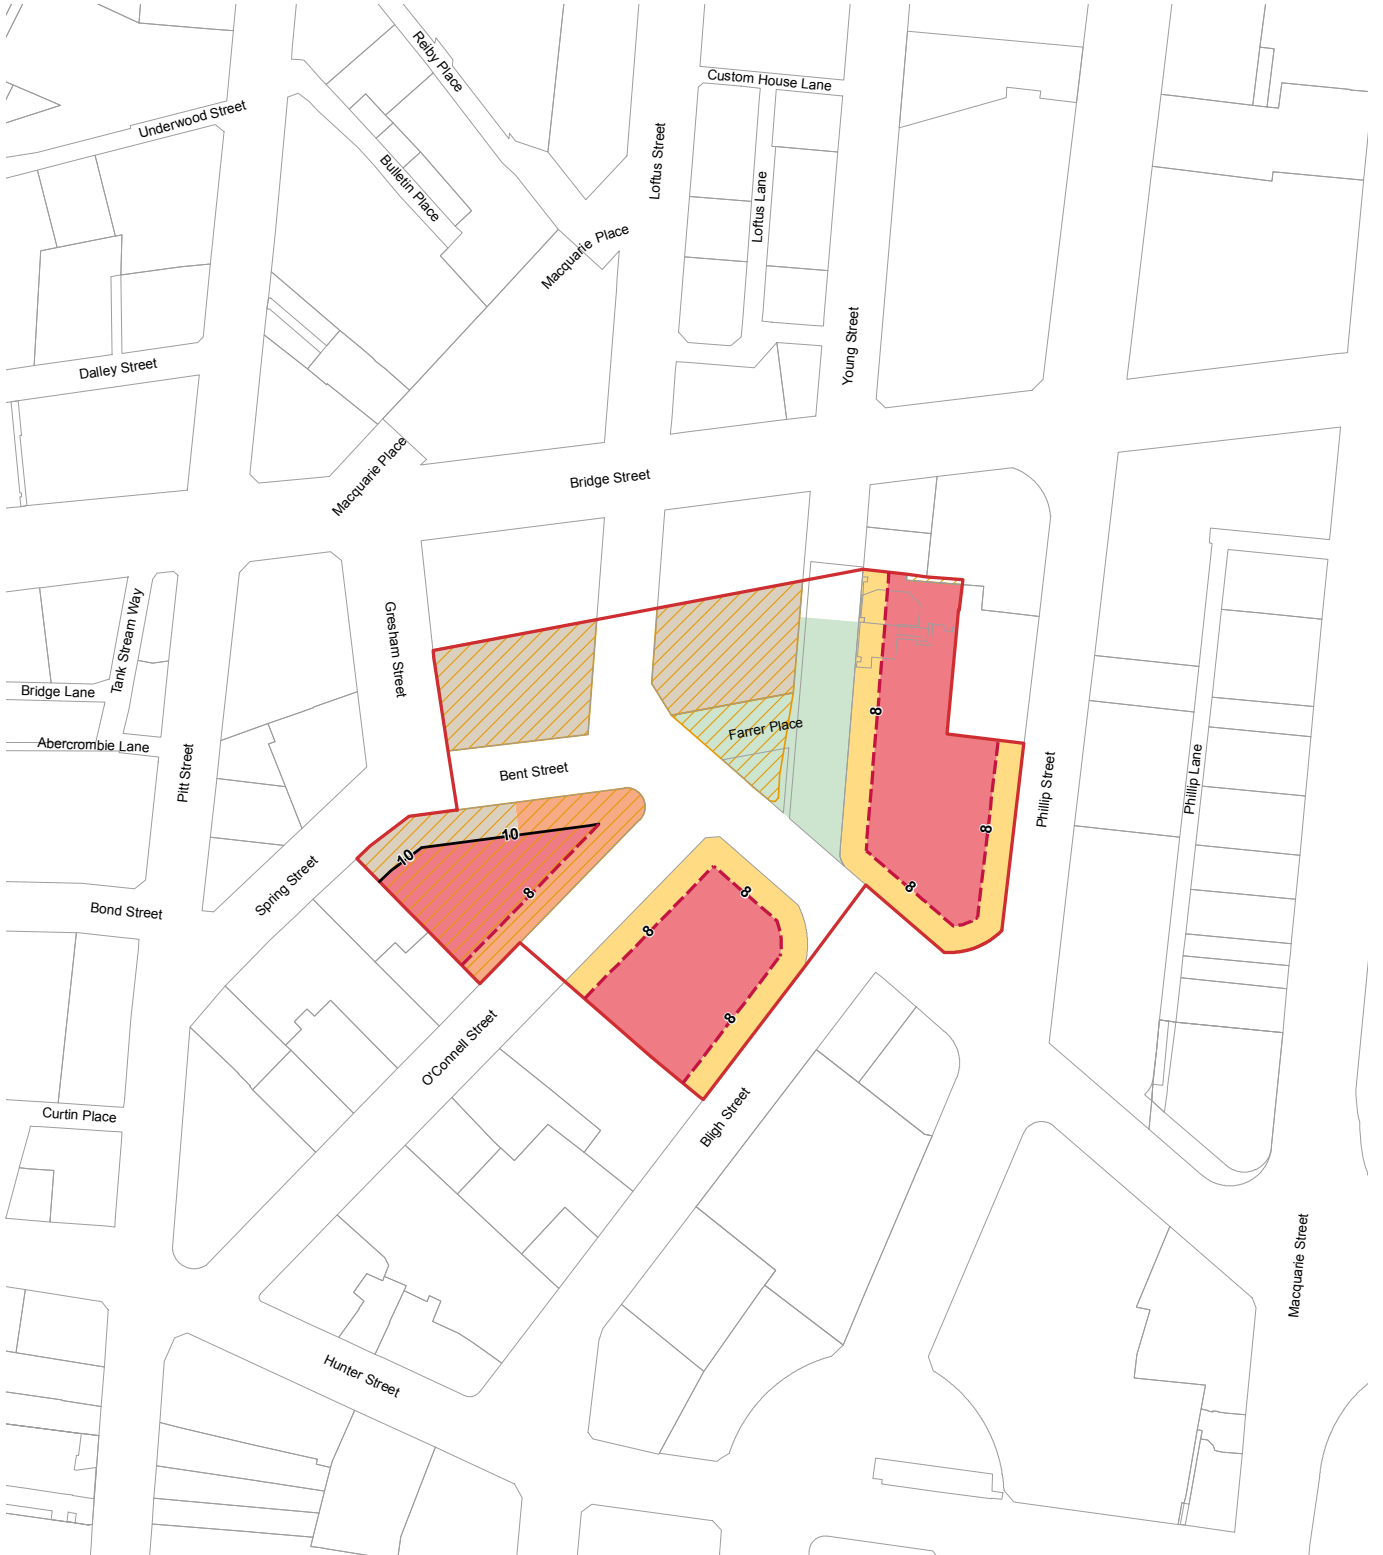 Reiby Place
Custom House Lane
Underwood Street
Loftus Street
Bulletin Place
Loftus Lane
Macquarie Place
Young Street
Dalley Street
Macquarie Place
Bridge Street
Tank Stream Way
Gresham Street
Bridge Lane
8
Farrer Place
Abercrombie Lane
Pitt Street
Bent Street
Phillip Street
Phillip Lane
10
10
8
Spring Street
8
8
8
Bond Street
8
8
O'Connell Street
Curtin Place
Bligh Street
Macquarie Street
Hunter Street